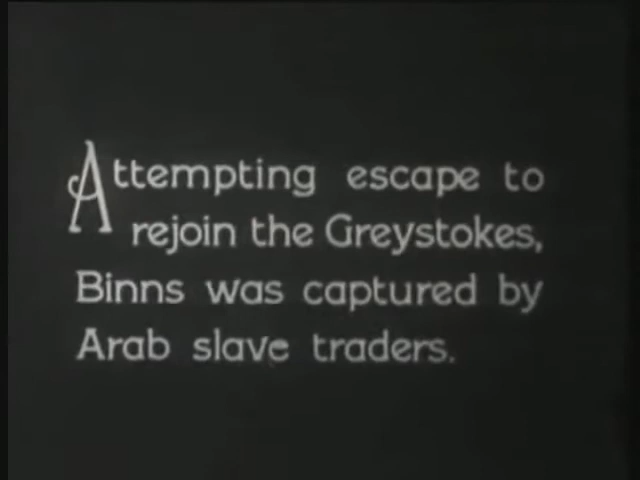 Attempting escape to
rejoin the Greystokes,
Binns was captured by
Arab slave traders.